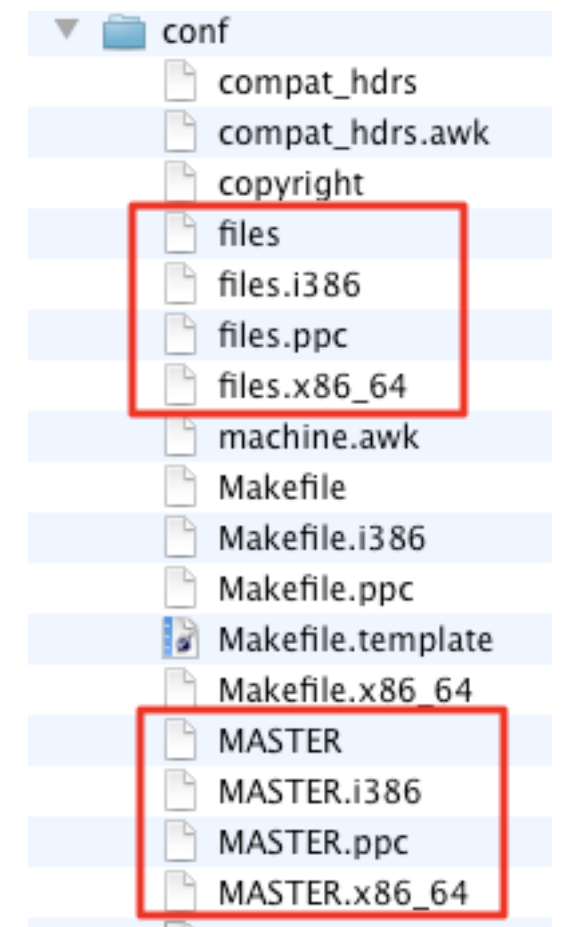 conf
compat_hdrs
compat_hdrs.awk
copyright
files
files.i386
files.ppc
files.x86_64
machine.awk
Makefile
Makefile.i386
Makefile.ppc
Makefile.template
Makefile.x86_64
MASTER
MASTER.i386
MASTER.ppc
MASTER.x86_64